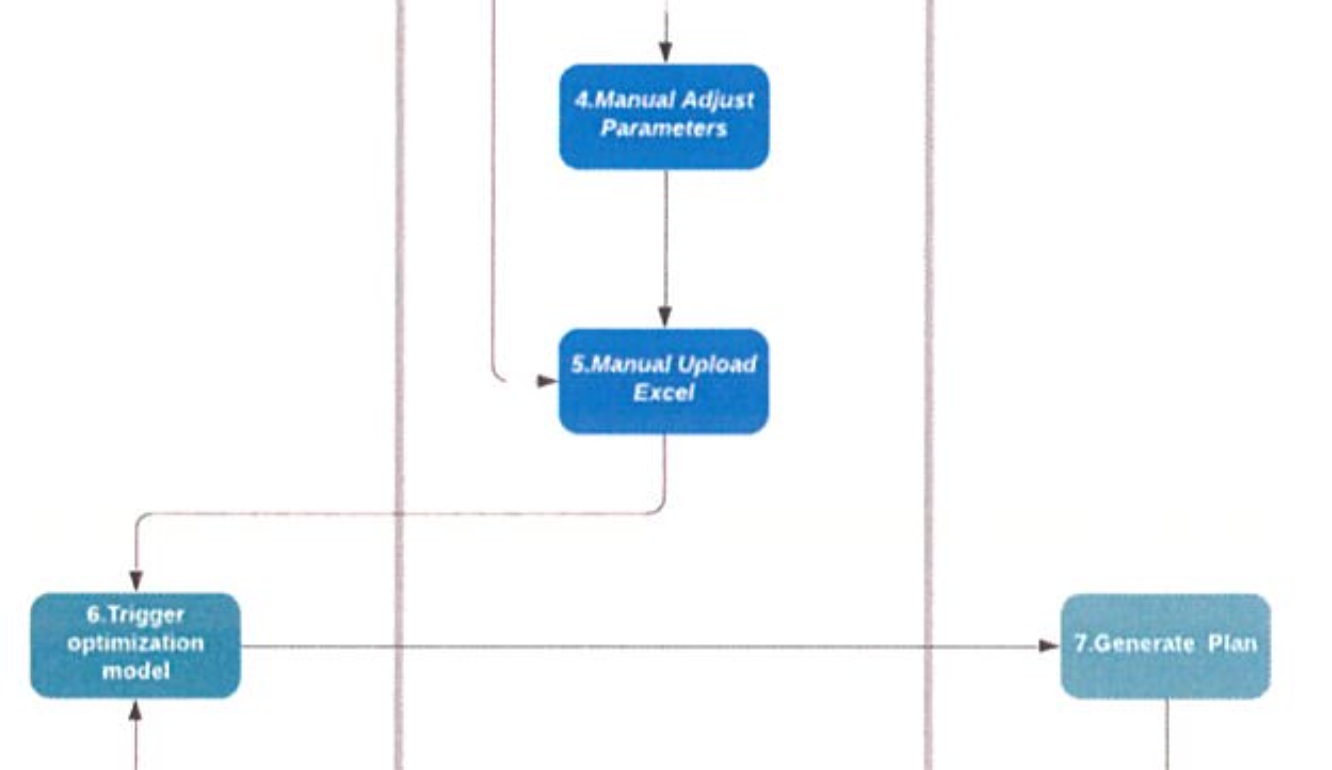 4.Manual Adjust
Parameters
5.Manual Upload
Excel
6.Trigger
optimization
model
7.Generate Plan